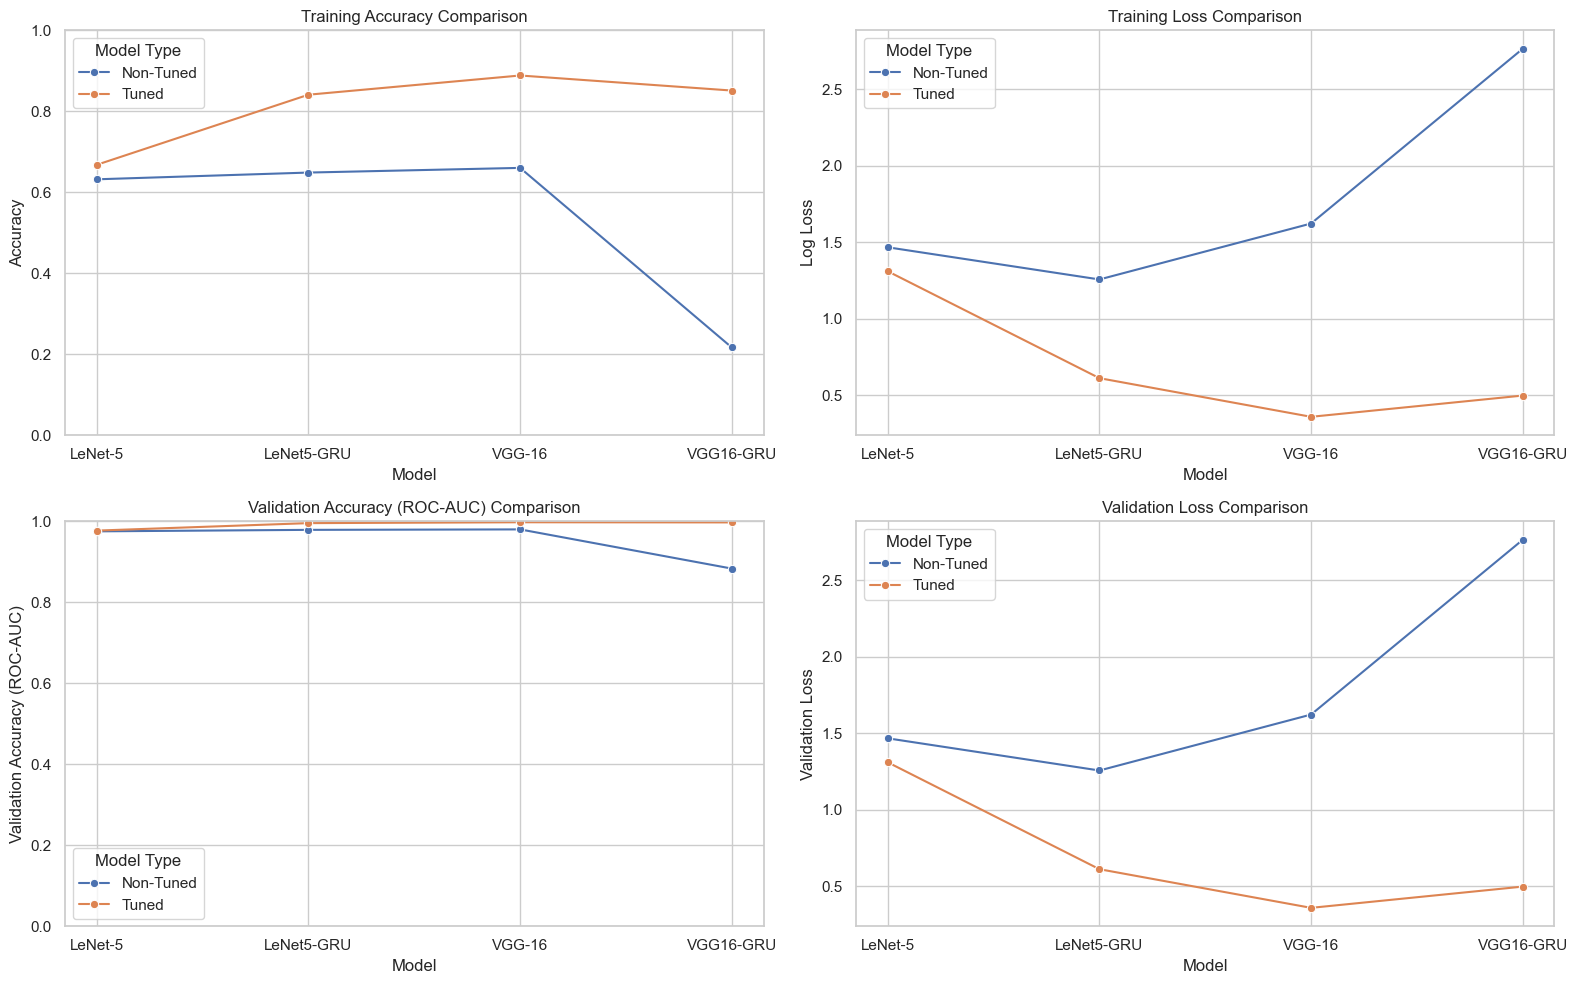 Training Accuracy Comparison
Model Type
Non-Tuned
Tuned
Accuracy
1.0
0.8
0.6
0.4
0.2
0.0
LeNet-5
LeNet5-GRU
VGG-16
VGG16-GRU
Model
Training Loss Comparison
Model Type
Non-Tuned
Tuned
Log Loss
2.5
2.0
1.5
1.0
0.5
LeNet-5
LeNet5-GRU
VGG-16
VGG16-GRU
Model
Validation Accuracy (ROC-AUC) Comparison
Validation Accuracy (ROC-AUC)
1.0
0.8
0.6
0.4
0.2
0.0
Model Type
Non-Tuned
Tuned
LeNet-5
LeNet5-GRU
VGG-16
VGG16-GRU
Model
Validation Loss Comparison
Model Type
Non-Tuned
Tuned
Validation Loss
2.5
2.0
1.5
1.0
0.5
LeNet-5
LeNet5-GRU
VGG-16
VGG16-GRU
Model